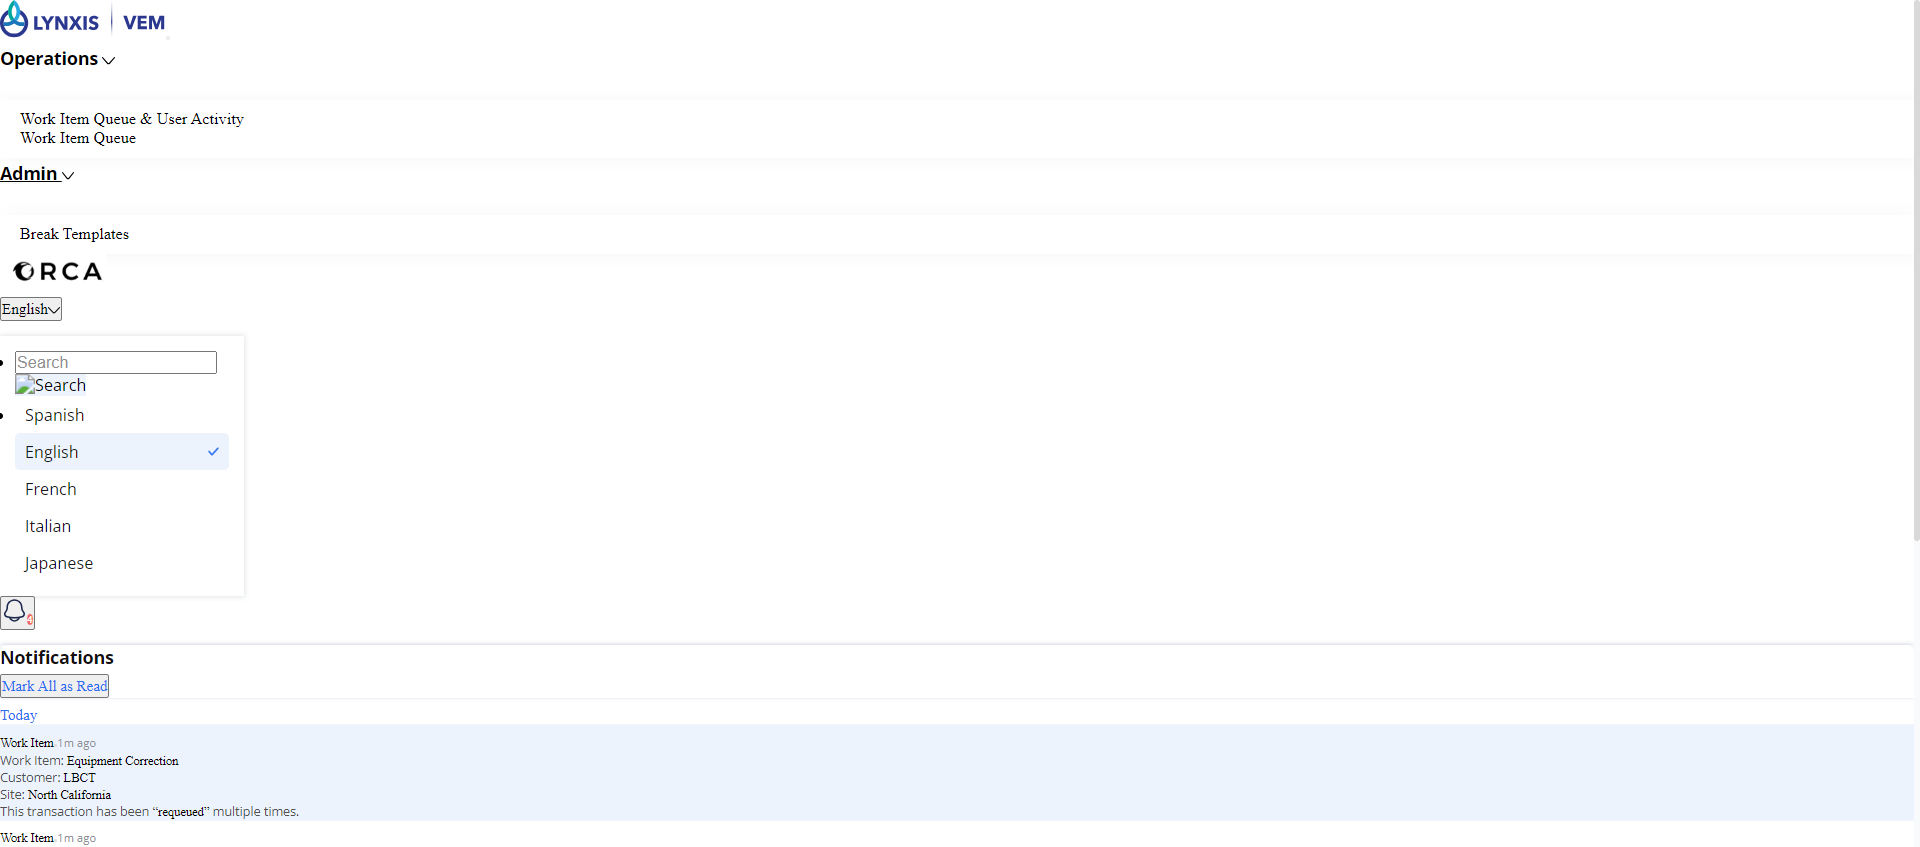 LYNXIS | VEM
Operations
Work Item Queue & User Activity
Work Item Queue
Admin
Break Templates
ORCA
English
Search
Search
Spanish
English
French
Italian
Japanese
Notifications
Mark All as Read
Today
Work Item 1m ago
Work Item: Equipment Correction
Customer: LBCT
Site: North California
This transaction has been “requeued” multiple times.
Work Item 1m ago